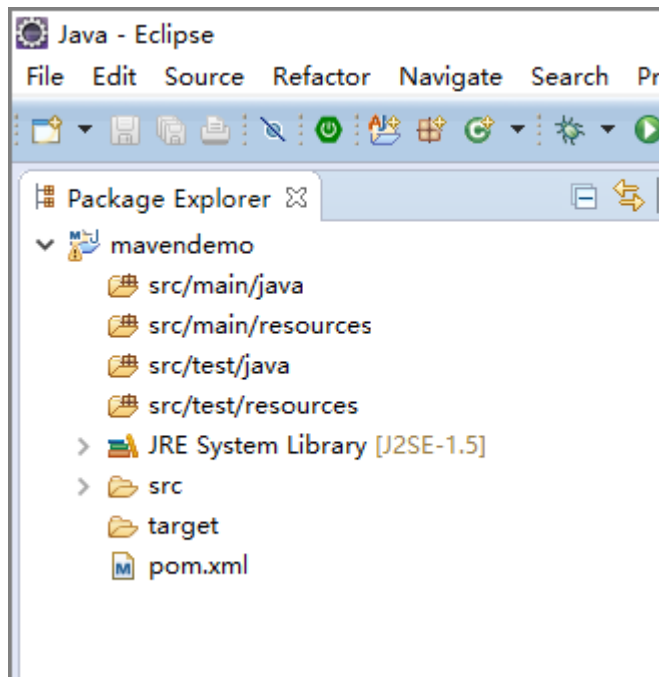 Java - Eclipse
File Edit Source Refactor Navigate Search Pr
Package Explorer
mavendemo
src/main/java
src/main/resources
src/test/java
src/test/resources
JRE System Library [J2SE-1.5]
src
target
pom.xml